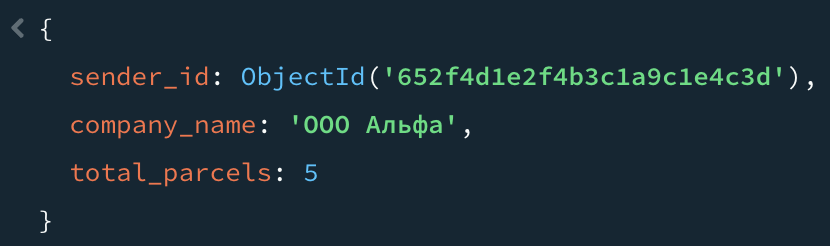 {
sender_id: ObjectId('652f4d1e2f4b3c1a9c1e4c3d'),
company_name: 'ООО Альфа',
total_parcels: 5
}